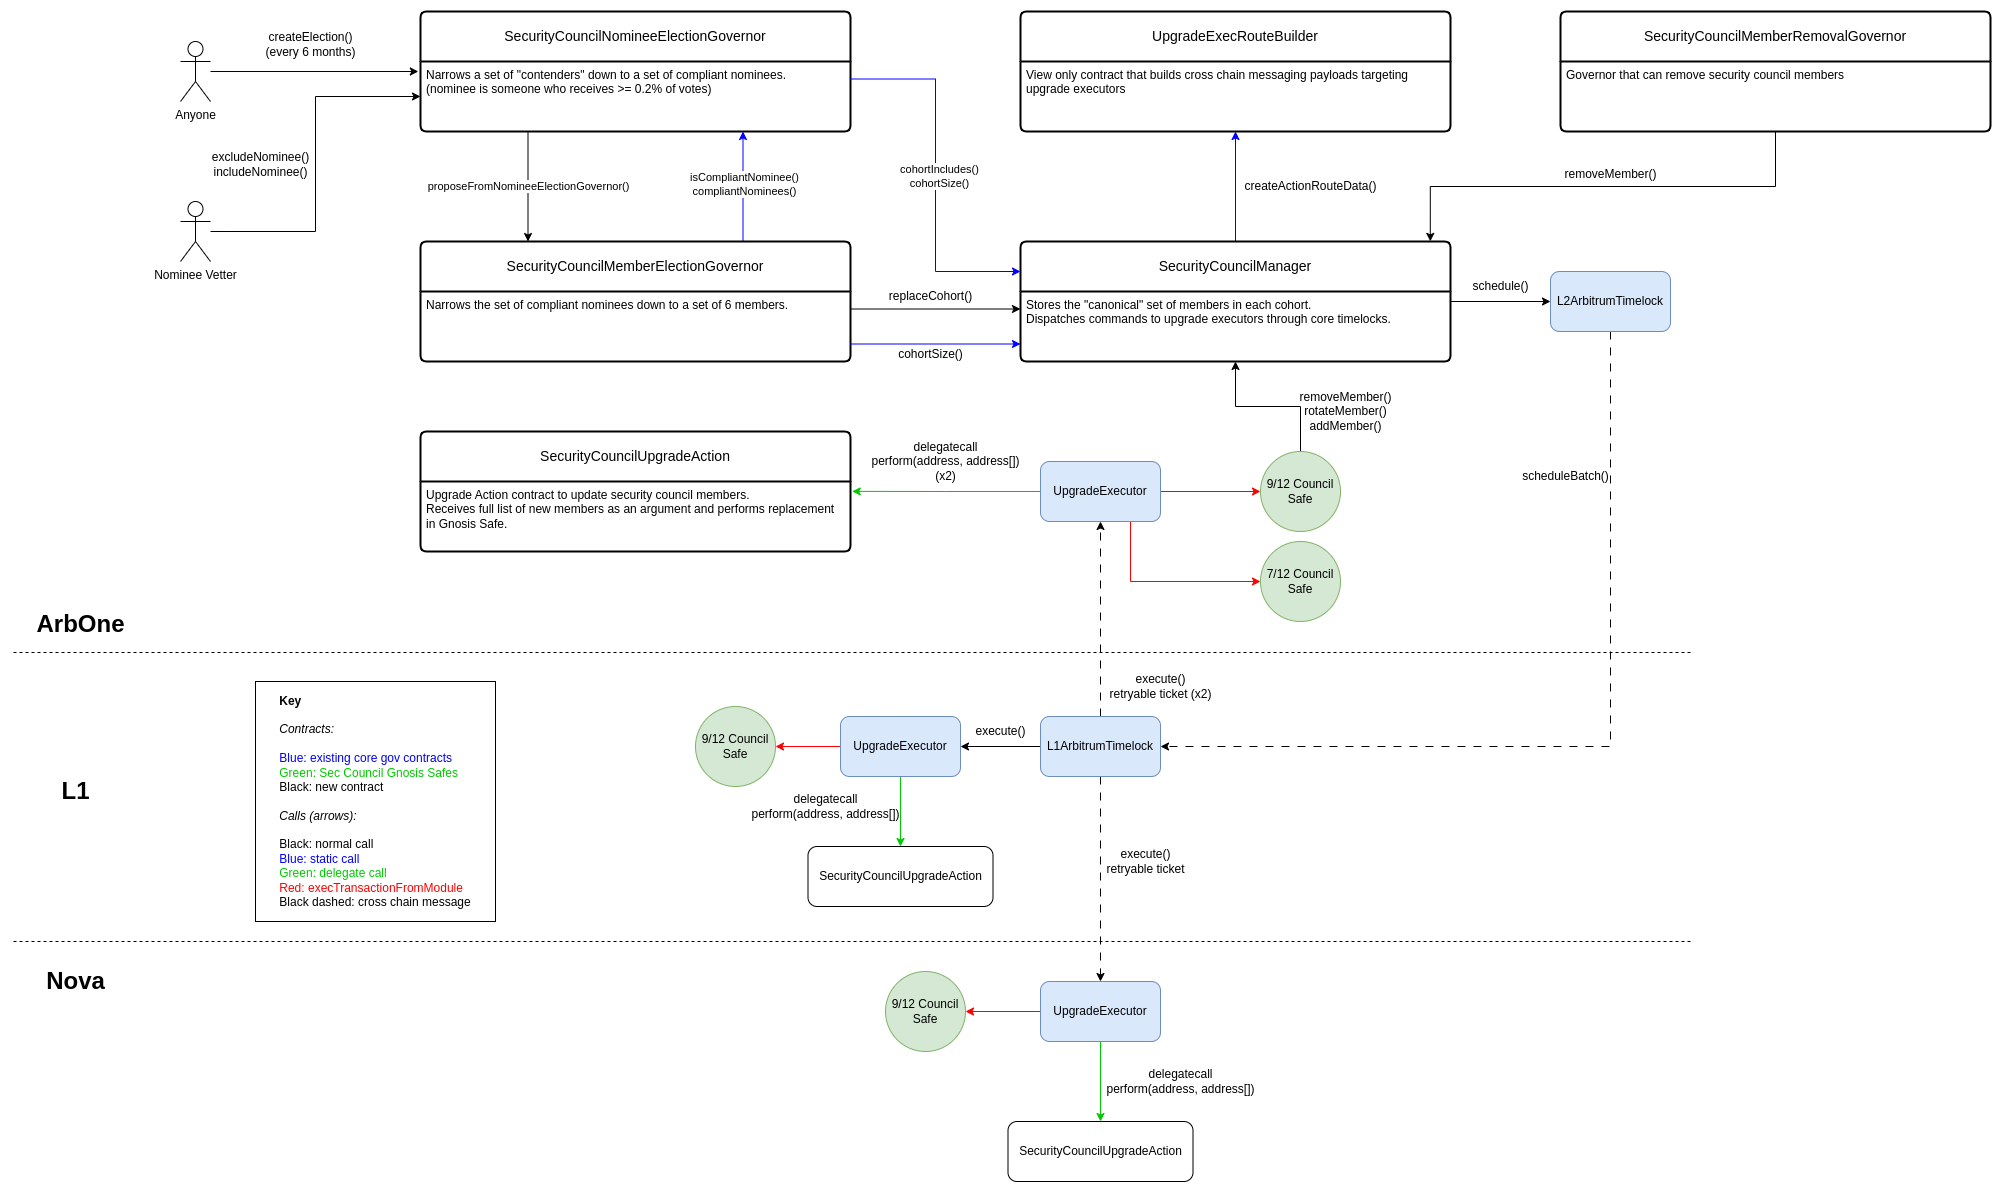 createElection()
(every 6 months)
Anyone
excludeNominee()
includeNominee()
Nominee Vetter
SecurityCouncilNomineeElectionGovernor
Narrows a set of "contenders" down to a set of compliant nominees.
(nominee is someone who receives >= 0.2% of votes)
UpgradeExecRouteBuilder
View only contract that builds cross chain messaging payloads targeting
upgrade executors
SecurityCouncilMemberRemovalGovernor
Governor that can remove security council members
proposeFromNomineeElectionGovernor()
isCompliantNominee()
compliantNominees()
cohortIncludes()
cohortSize()
createActionRouteData()
removeMember()
SecurityCouncilMemberElectionGovernor
Narrows the set of compliant nominees down to a set of 6 members.
replaceCohort()
cohortSize()
SecurityCouncilManager
Stores the "canonical" set of members in each cohort.
Dispatches commands to upgrade executors through core timelocks.
schedule()
L2ArbitrumTimelock
removeMember()
rotateMember()
addMember()
SecurityCouncilUpgradeAction
Upgrade Action contract to update security council members.
Receives full list of new members as an argument and performs replacement
in Gnosis Safe.
delegatecall
perform(address, address[])
(x2)
UpgradeExecutor
9/12 Council
Safe
7/12 Council
Safe
scheduleBatch()
ArbOne
execute()
retryable ticket (x2)
L1
Key
Contracts:
Blue: existing core gov contracts
Green: Sec Council Gnosis Safes
Black: new contract
Calls (arrows):
Black: normal call
Blue: static call
Green: delegate call
Red: execTransactionFromModule
Black dashed: cross chain message
9/12 Council
Safe
UpgradeExecutor
execute()
L1ArbitrumTimelock
delegatecall
perform(address, address[])
SecurityCouncilUpgradeAction
execute()
retryable ticket
Nova
9/12 Council
Safe
UpgradeExecutor
delegatecall
perform(address, address[])
SecurityCouncilUpgradeAction